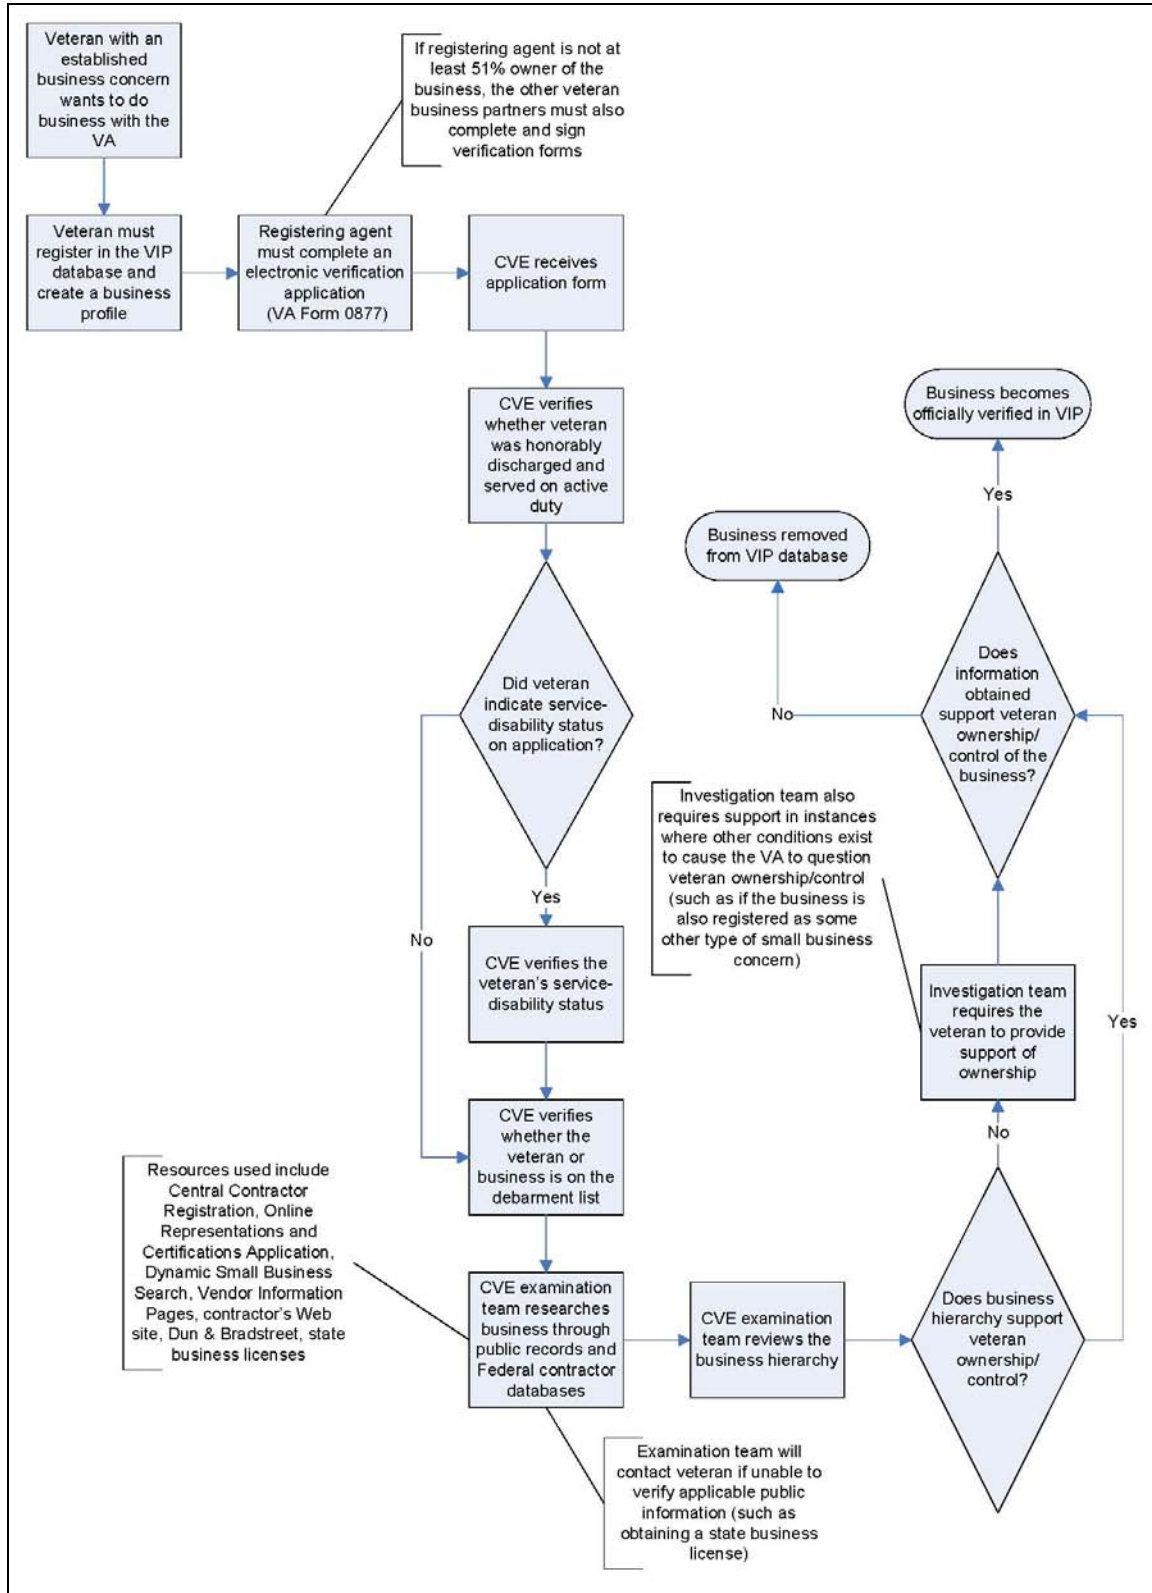 Veteran with an
established
business concern
wants to do
business with the
VA
If registering agent is not at
least 51% owner of the
business, the other veteran
business partners must also
complete and sign
verification forms
Veteran must
register in the VIP
database and
create a business
profile
Registering agent
must complete an
electronic verification
application
(VA Form 0877)
CVE receives
application form
CVE verifies
whether veteran
was honorably
discharged and
served on active
duty
Did veteran
indicate service-
disability status
on application?
Yes
No
CVE verifies the
veteran's service-
disability status
CVE verifies
whether the
veteran or
business is on the
debarment list
Resources used include
Central Contractor
Registration, Online
Representations and
Certifications Application,
Dynamic Small Business
Search, Vendor Information
Pages, contractor's Web
site, Dun & Bradstreet, state
business licenses
CVE examination
team researches
business through
public records and
Federal contractor
databases
Examination team will
contact veteran if unable to
verify applicable public
information (such as
obtaining a state business
license)
CVE examination
team reviews the
business hierarchy
Does business
hierarchy support
veteran
ownership/
control?
No
Yes
Investigation team
requires the
veteran to provide
support of
ownership
Investigation team also
requires support in instances
where other conditions exist
to cause the VA to question
veteran ownership/control
(such as if the business is
also registered as some
other type of small business
concern)
Does
information
obtained
support veteran
ownership/
control of the
business?
No
Business removed
from VIP database
Yes
Business becomes
officially verified in VIP